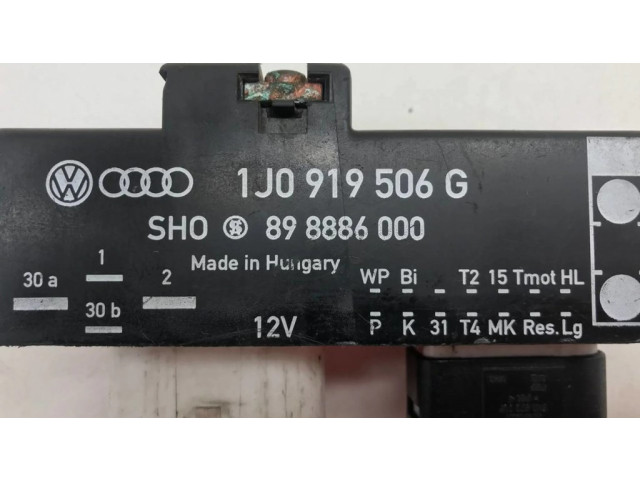 1J0 919 506 G
SHO 89 8886 000
Made in Hungary
30 a 1 2
30 b
12V
WP Bi T2 15 Tmot HL
P K 31 T4 MK Res. Lg